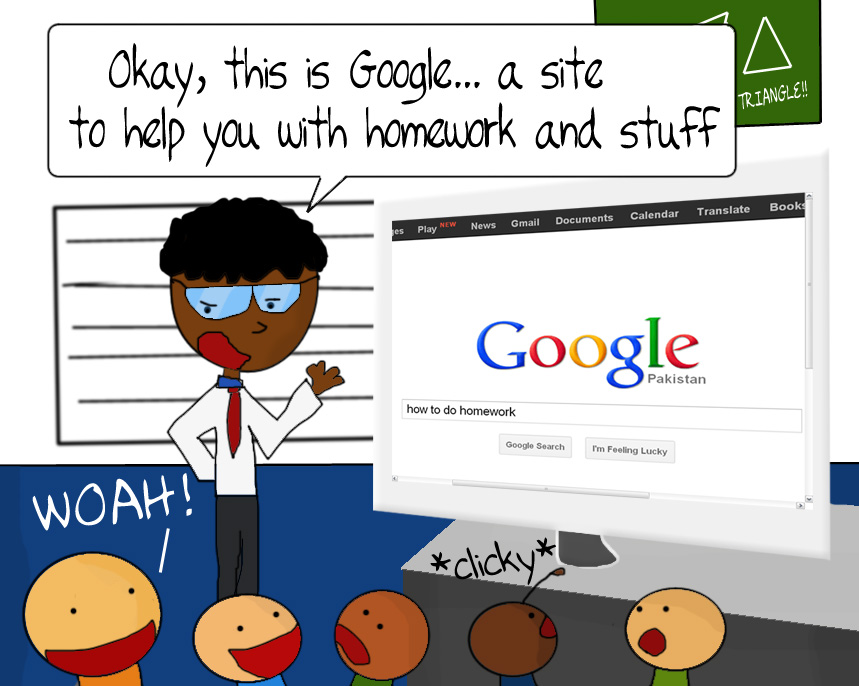 Okay, this is Google... a site
to help you with homework and stuff
TRIANGLE!!
ges Play NEW News Gmail Documents Calendar Translate Books
Google
Pakistan
how to do homework
Google Search I'm Feeling Lucky
WOAH!
*clicky*